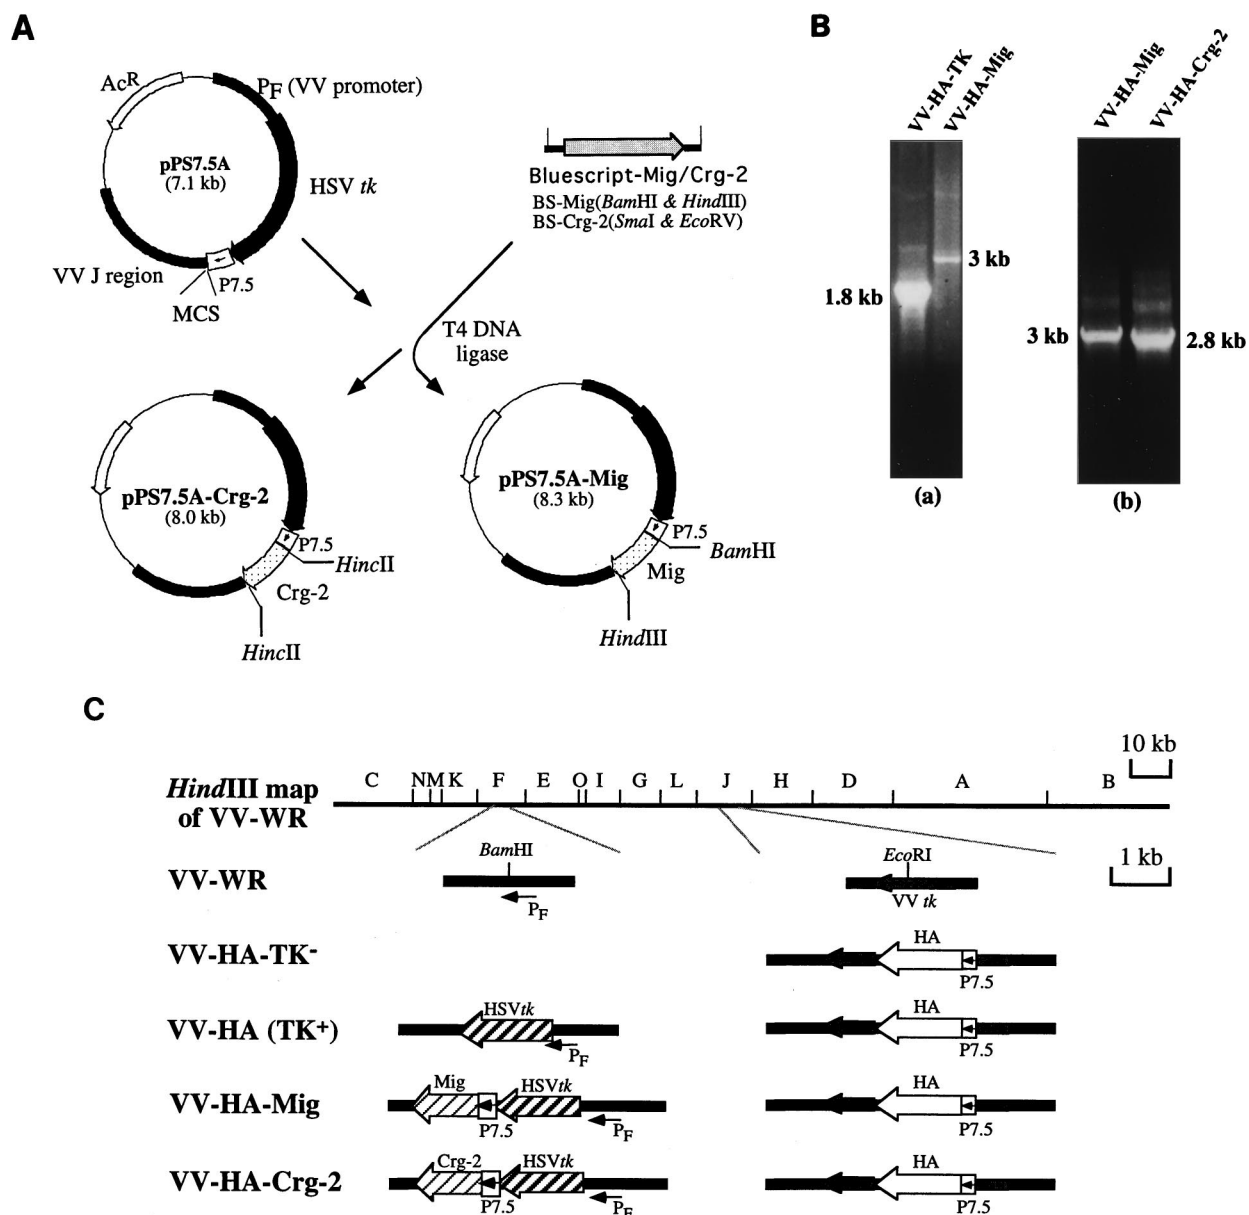 A
AcR
PF (VV promoter)
pPS7.5A
(7.1 kb)
HSV tk
VV J region
P7.5
MCS
Bluescript-Mig/Crg-2
BS-Mig(BamHI & HindIII)
BS-Crg-2(SmaI & EcoRV)
T4 DNA
ligase
pPS7.5A-Crg-2
(8.0 kb)
P7.5
HincII
Crg-2
HincII
pPS7.5A-Mig
(8.3 kb)
P7.5
BamHI
Mig
HindIII
B
VV-HA-TK
VV-HA-Mig
3 kb
1.8 kb
(a)
VV-HA-Mig
VV-HA-Crg-2
3 kb
2.8 kb
(b)
C
10 kb
HindIII map
of VV-WR
C N M K F E O I G L J H D A B
1 kb
VV-WR
BamHI
PF
EcoRI
VV tk
VV-HA-TK-
HA
P7.5
VV-HA (TK+)
HSVtk
PF
HA
P7.5
VV-HA-Mig
Mig
HSVtk
P7.5
PF
HA
P7.5
VV-HA-Crg-2
Crg-2
HSVtk
P7.5
PF
HA
P7.5